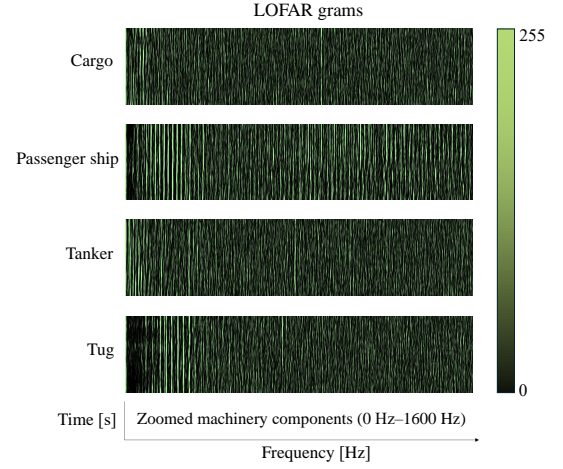 LOFAR grams
255
Cargo
Passenger ship
Tanker
Tug
0
Time [s]
Zoomed machinery components (0 Hz–1600 Hz)
Frequency [Hz]